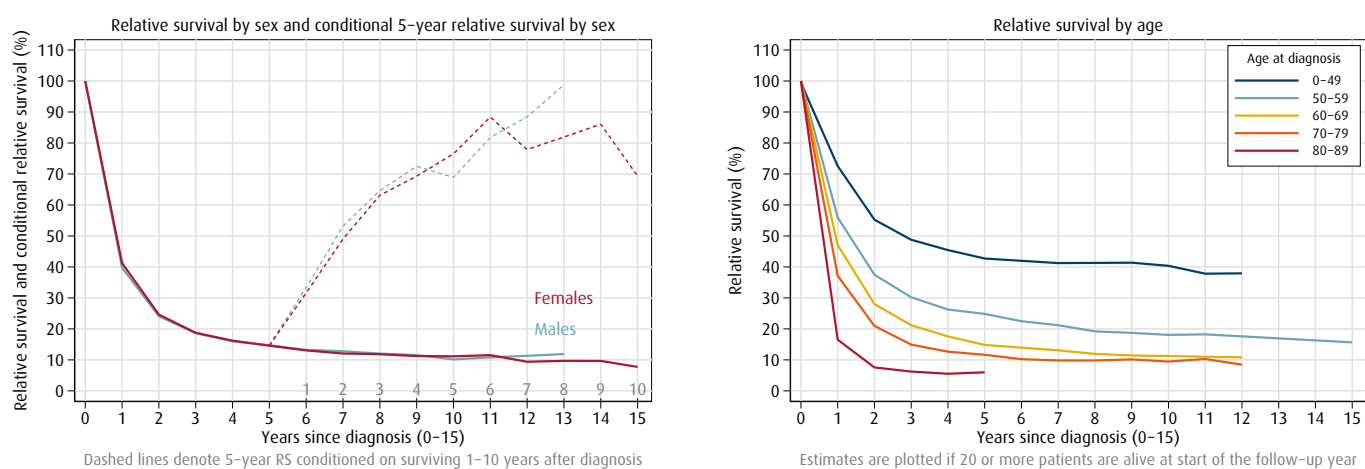 Relative survival by sex and conditional 5-year relative survival by sex
Relative survival and conditional relative survival (%)
110
100
90
80
70
60
50
40
30
20
10
0
Females
Males
1 2 3 4 5 6 7 8 9 10
0 1 2 3 4 5 6 7 8 9 10 11 12 13 14 15
Years since diagnosis (0-15)
Dashed lines denote 5-year RS conditioned on surviving 1-10 years after diagnosis
Relative survival by age
Relative survival (%)
110
100
90
80
70
60
50
40
30
20
10
0
Age at diagnosis
0-49
50-59
60-69
70-79
80-89
0 1 2 3 4 5 6 7 8 9 10 11 12 13 14 15
Years since diagnosis (0-15)
Estimates are plotted if 20 or more patients are alive at start of the follow-up year